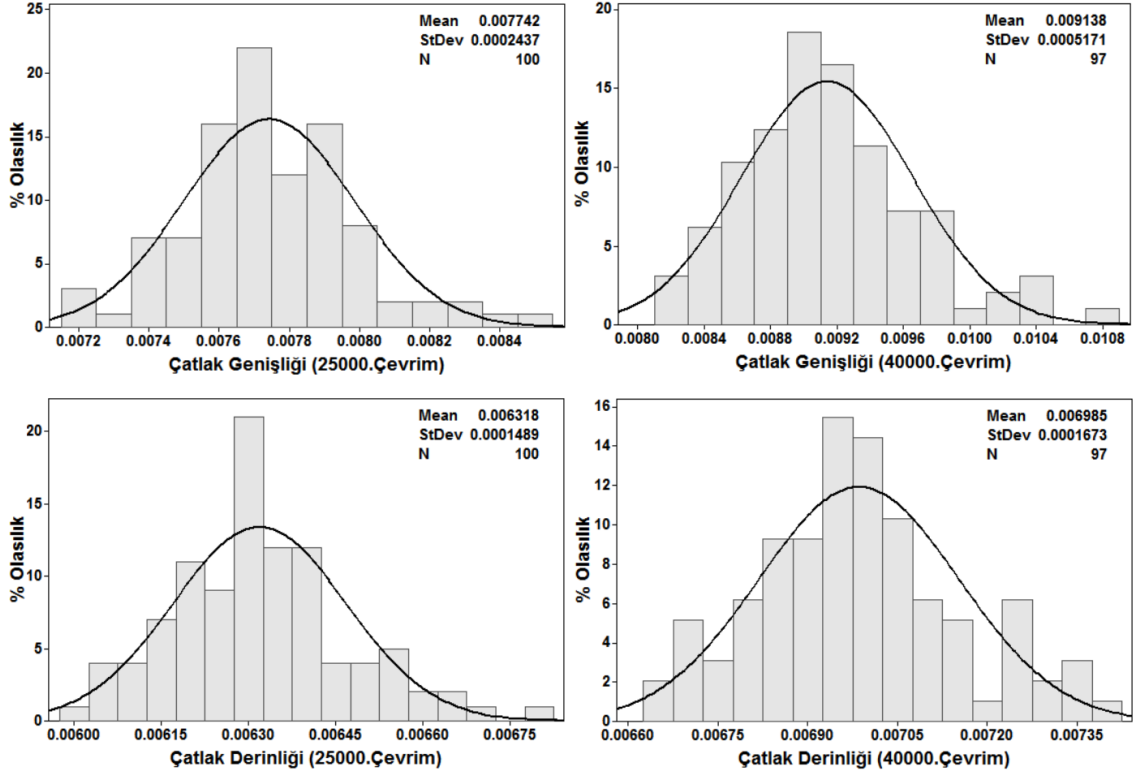 25
20
15
10
5
0
% Olasılık
Mean 0.007742
StDev 0.0002437
N 100
0.0072 0.0074 0.0076 0.0078 0.0080 0.0082 0.0084
Çatlak Genişliği (25000.Çevrim)
20
15
10
5
0
% Olasılık
Mean 0.009138
StDev 0.0005171
N 97
0.0080 0.0084 0.0088 0.0092 0.0096 0.0100 0.0104 0.0108
Çatlak Genişliği (40000.Çevrim)
20
15
10
5
0
% Olasılık
Mean 0.006318
StDev 0.0001489
N 100
0.00600 0.00615 0.00630 0.00645 0.00660 0.00675
Çatlak Derinliği (25000.Çevrim)
16
14
12
10
8
6
4
2
0
% Olasılık
Mean 0.006985
StDev 0.0001673
N 97
0.00660 0.00675 0.00690 0.00705 0.00720 0.00735
Çatlak Derinliği (40000.Çevrim)